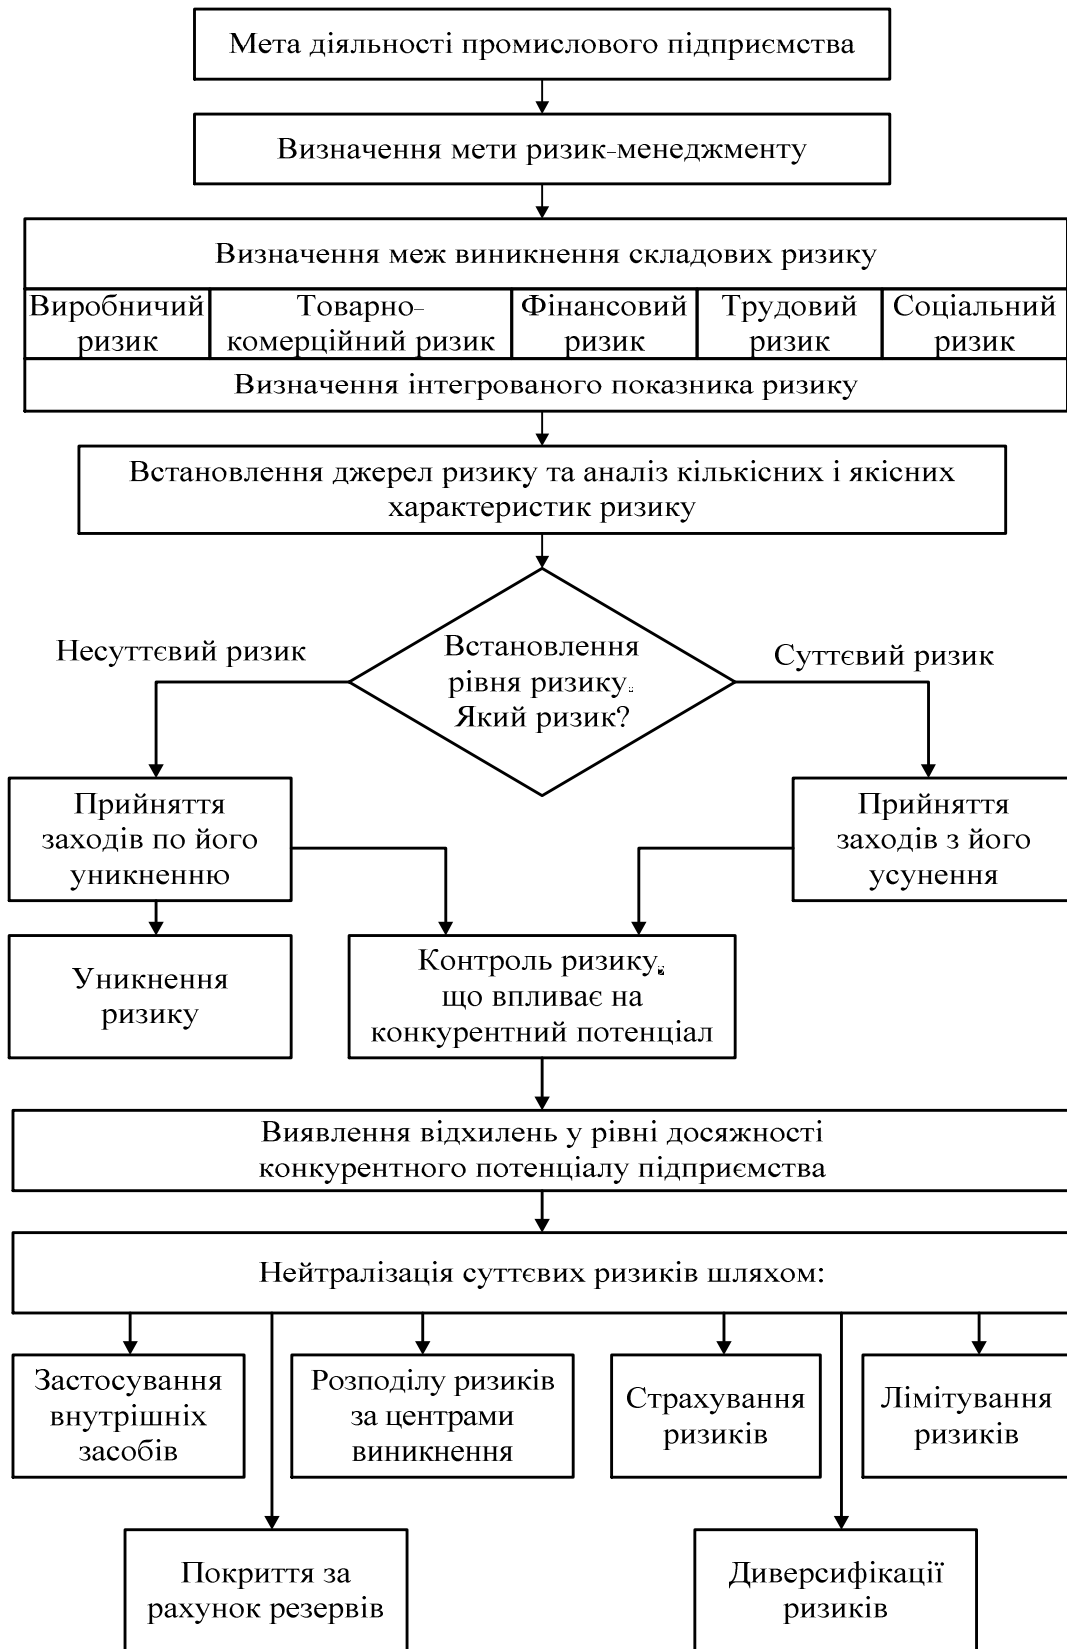 Мета діяльності промислового підприємства
Визначення мети ризик-менеджменту
Визначення меж виникнення складових ризику
Виробничий
ризик
Товарно-
комерційний ризик
Фінансовий
ризик
Трудовий
ризик
Соціальний
ризик
Визначення інтегрованого показника ризику
Встановлення джерел ризику та аналіз кількісних і якісних
характеристик ризику
Несуттєвий ризик
Встановлення
рівня ризику.
Який ризик?
Суттєвий ризик
Прийняття
заходів по його
уникненню
Прийняття
заходів з його
усунення
Уникнення
ризику
Контроль ризику,
що впливає на
конкурентний потенціал
Виявлення відхилень у рівні досяжності
конкурентного потенціалу підприємства
Нейтралізація суттєвих ризиків шляхом:
Застосування
внутрішніх
засобів
Розподілу ризиків
за центрами
виникнення
Страхування
ризиків
Лімітування
ризиків
Покриття за
рахунок резервів
Диверсифікації
ризиків